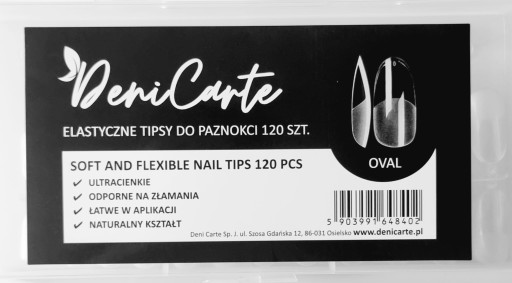 DeniCarte
ELASTYCZNE TIPSY DO PAZNOKCI 120 SZT.
OVAL
SOFT AND FLEXIBLE NAIL TIPS 120 PCS
✓ ULTRACIENKIE
✓ ODPORNE NA ZŁAMANIA
✓ ŁATWE W APLIKACJI
✓ NATURALNY KSZTAŁT
5 903991 648402
Deni Carte Sp. J. ul. Szosa Gdańska 12, 86-031 Osielsko www.denicarte.pl